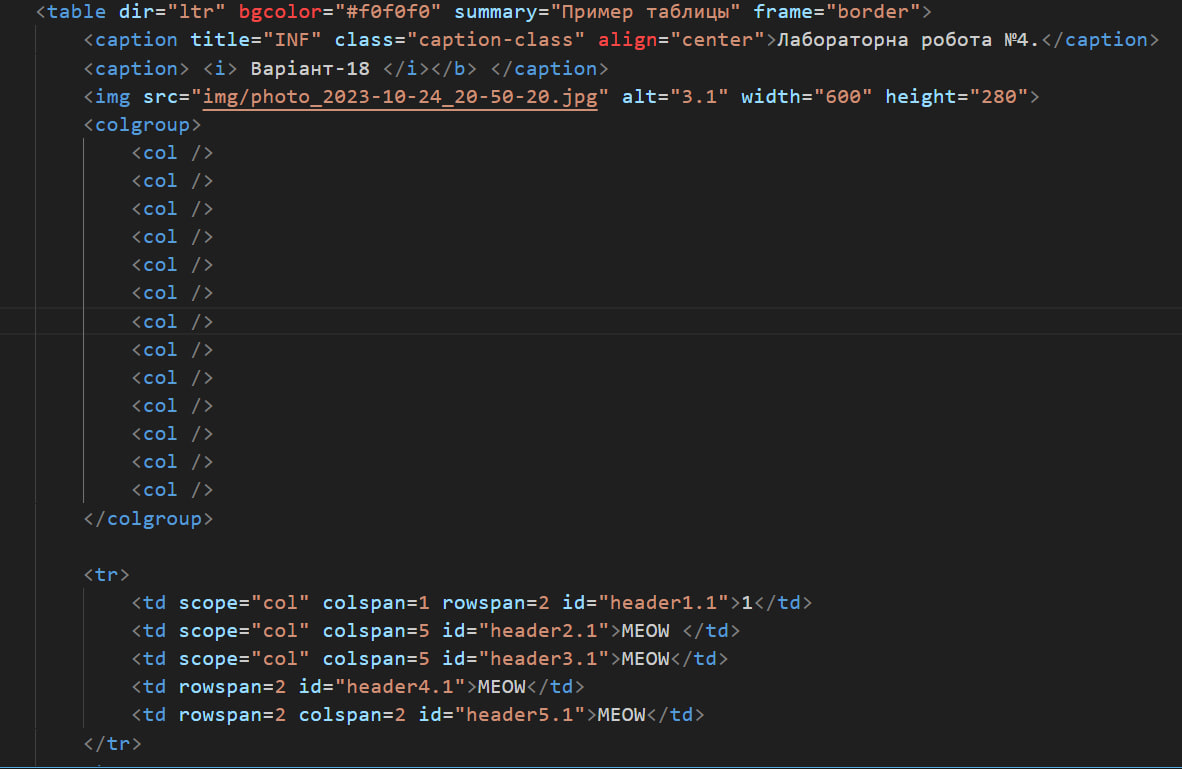 <table dir="ltr" bgcolor="#f0f0f0" summary="Пример таблицы" frame="border">
<caption title="INF" class="caption-class" align="center">Лабораторна робота №4.</caption>
<caption> <i> Варіант-18 </i></b> </caption>
<img src="img/photo_2023-10-24_20-50-20.jpg" alt="3.1" width="600" height="280">
<colgroup>
<col />
<col />
<col />
<col />
<col />
<col />
<col />
<col />
<col />
<col />
<col />
<col />
<col />
</colgroup>
<tr>
<td scope="col" colspan=1 rowspan=2 id="header1.1">1</td>
<td scope="col" colspan=5 id="header2.1">MEOW </td>
<td scope="col" colspan=5 id="header3.1">MEOW</td>
<td rowspan=2 id="header4.1">MEOW</td>
<td rowspan=2 colspan=2 id="header5.1">MEOW</td>
</tr>